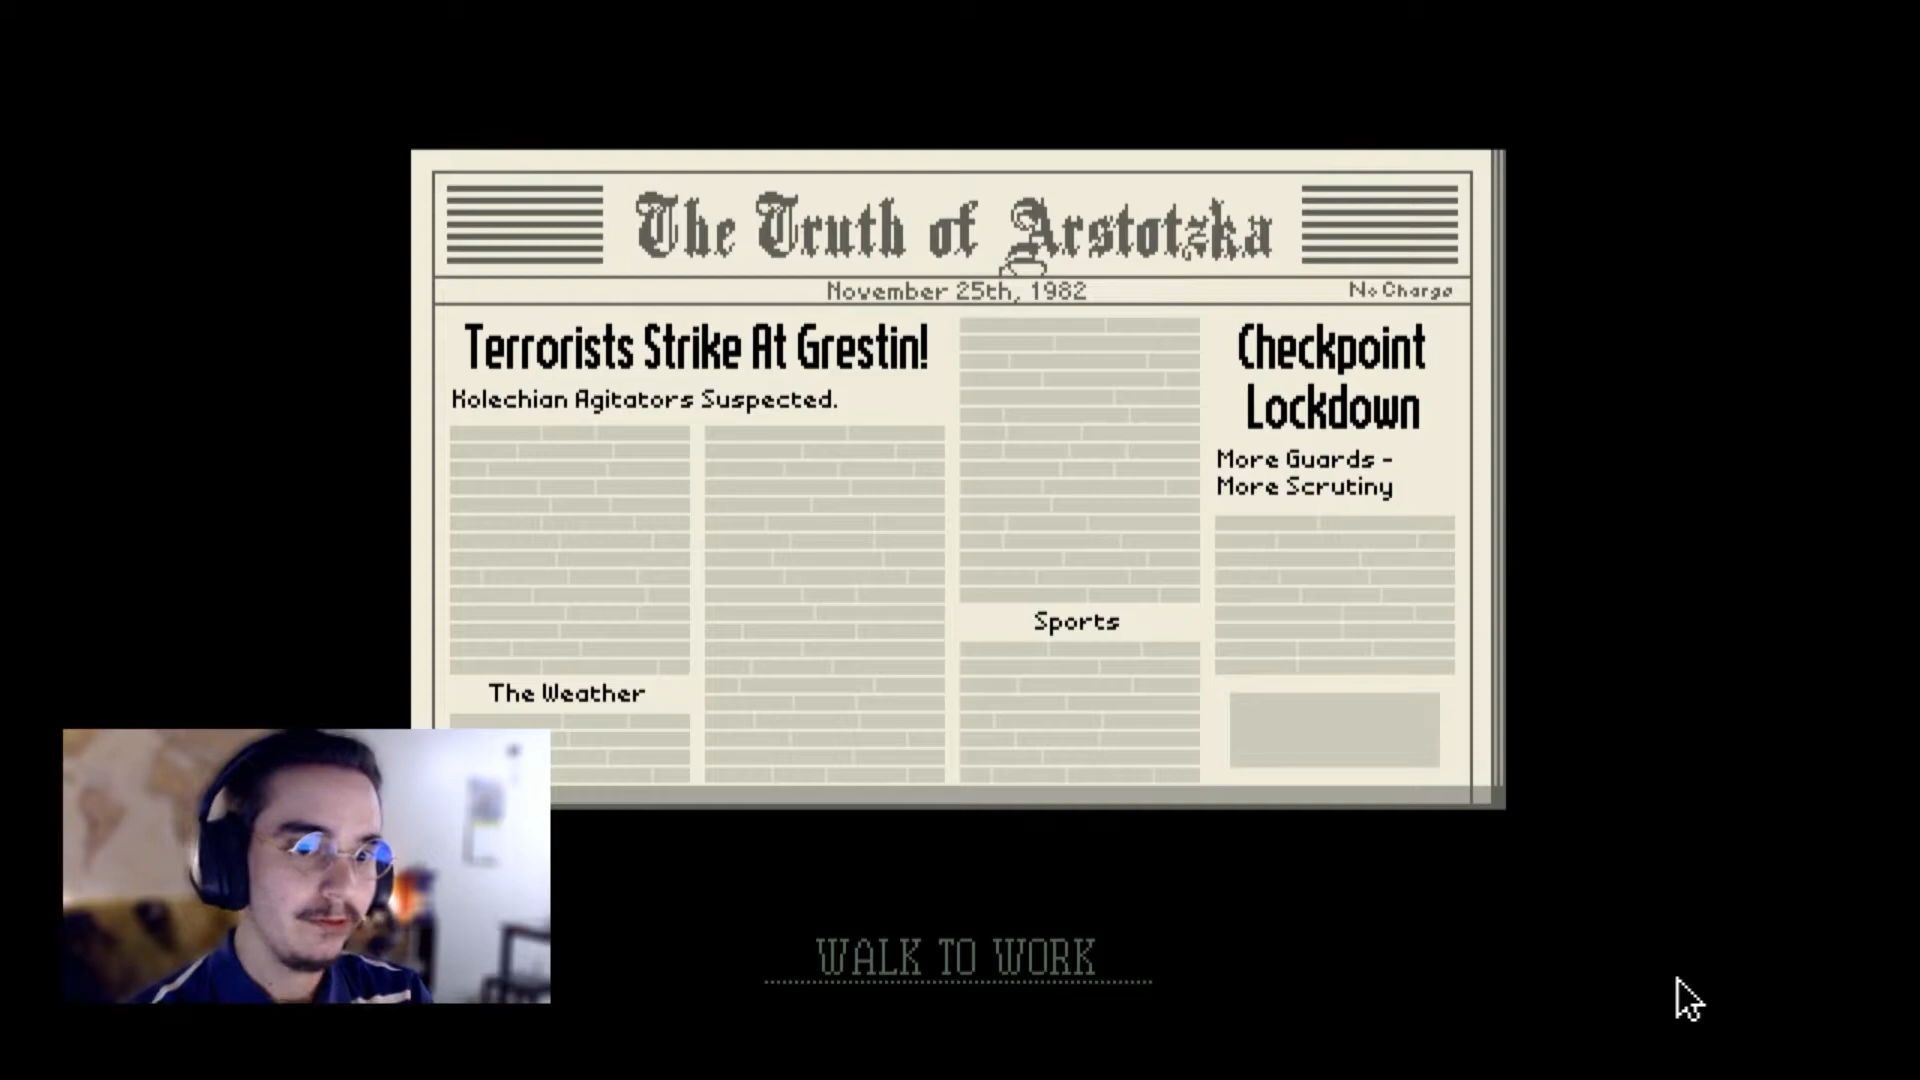 The Truth of Arstotzka
November 25th, 1982
No Charge
Terrorists Strike At Grestin!
Kolechian Agitators Suspected.
The Weather
Sports
Checkpoint
Lockdown
More Guards -
More Scrutiny
WALK TO WORK